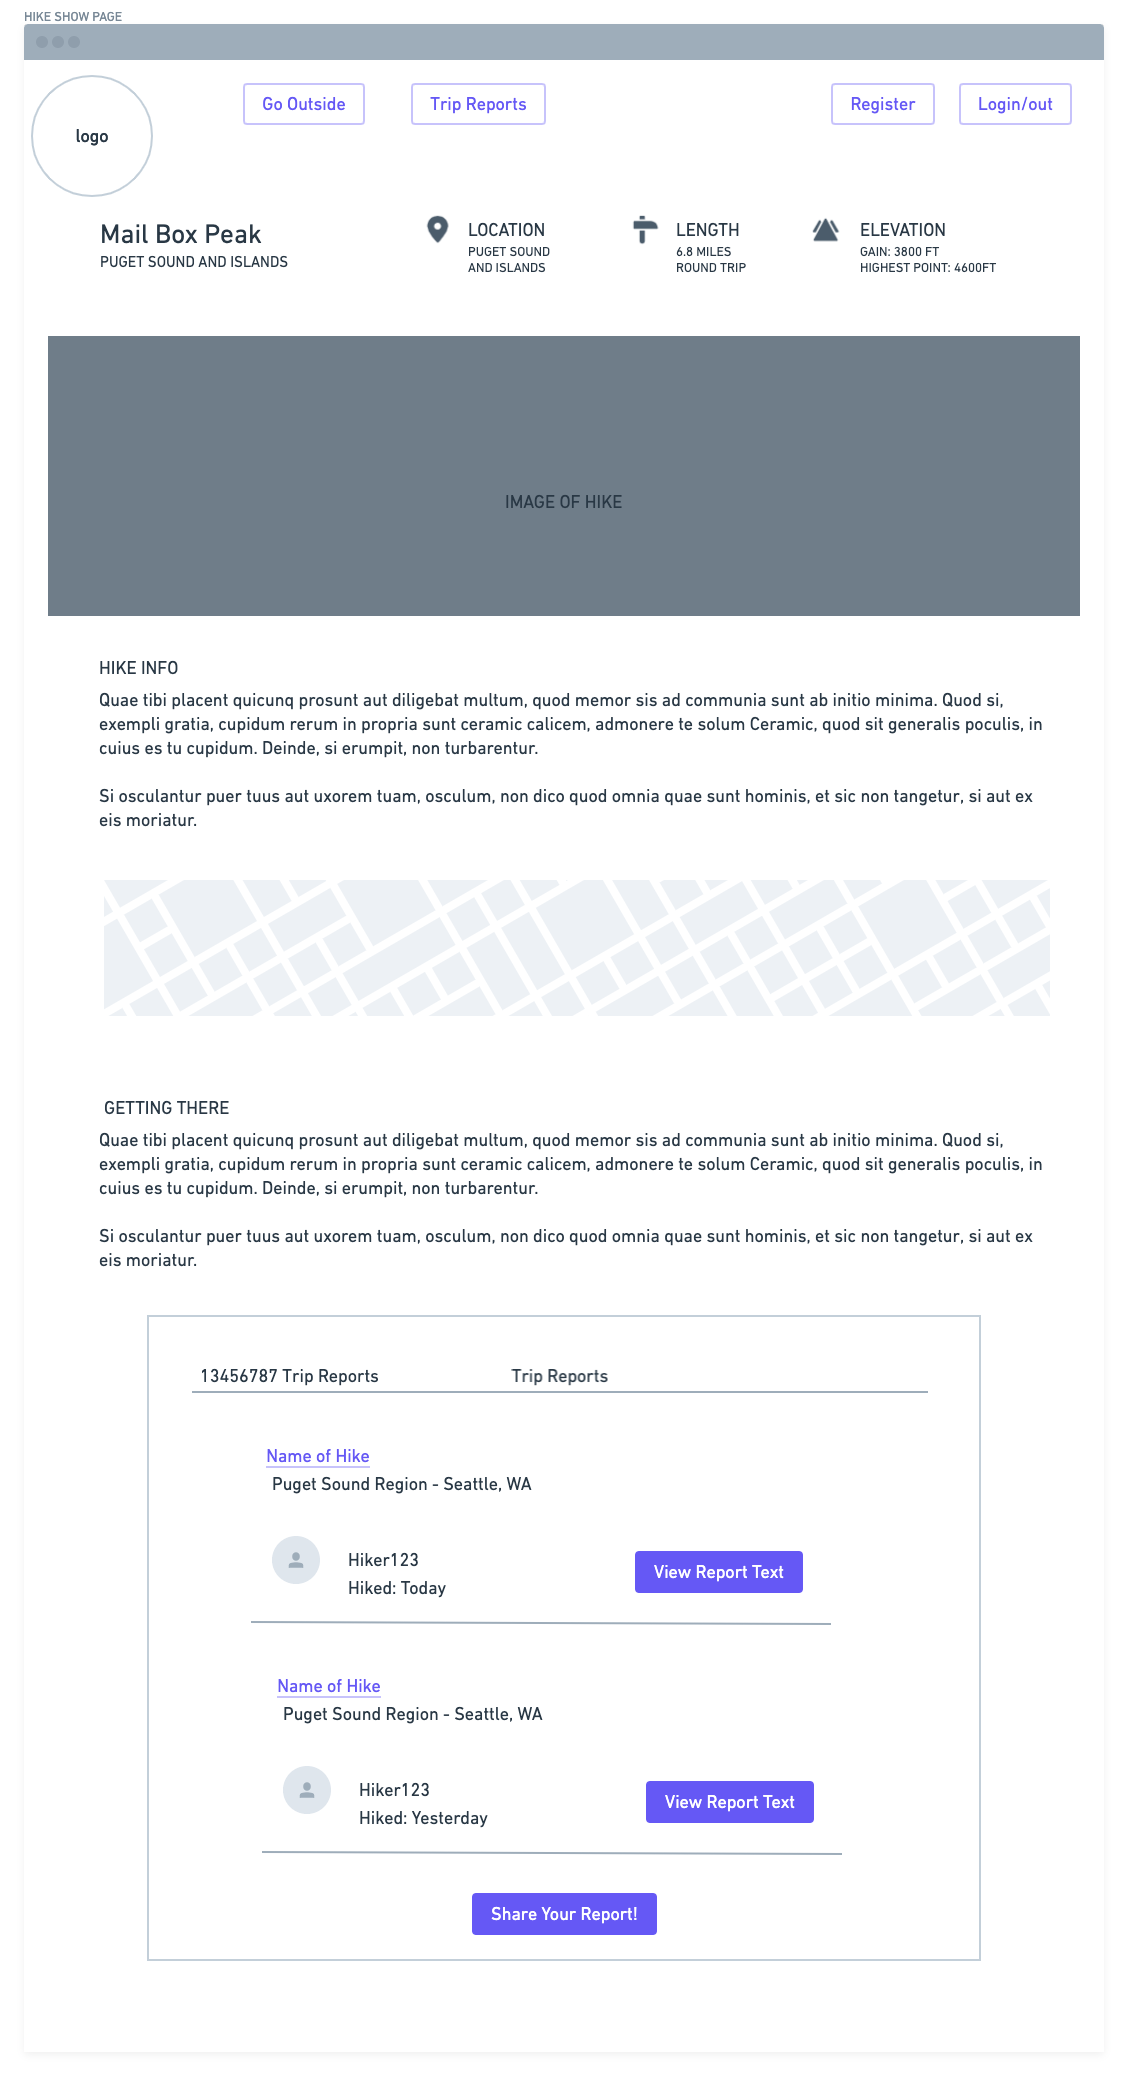 HIKE SHOW PAGE
logo
Go Outside
Trip Reports
Register
Login/out
Mail Box Peak
PUGET SOUND AND ISLANDS
LOCATION
PUGET SOUND
AND ISLANDS
LENGTH
6.8 MILES
ROUND TRIP
ELEVATION
GAIN: 3800 FT
HIGHEST POINT: 4600FT
IMAGE OF HIKE
HIKE INFO
Quae tibi placent quicunq prosunt aut diligebat multum, quod memor sis ad communia sunt ab initio minima. Quod si,
exempli gratia, cupidum rerum in propria sunt ceramic calicem, admonere te solum Ceramic, quod sit generalis poculis, in
cuius es tu cupidum. Deinde, si erumpit, non turbarentur.
Si osculantur puer tuus aut uxorem tuam, osculum, non dico quod omnia quae sunt hominis, et sic non tangetur, si aut ex
eis moriatur.
GETTING THERE
Quae tibi placent quicunq prosunt aut diligebat multum, quod memor sis ad communia sunt ab initio minima. Quod si,
exempli gratia, cupidum rerum in propria sunt ceramic calicem, admonere te solum Ceramic, quod sit generalis poculis, in
cuius es tu cupidum. Deinde, si erumpit, non turbarentur.
Si osculantur puer tuus aut uxorem tuam, osculum, non dico quod omnia quae sunt hominis, et sic non tangetur, si aut ex
eis moriatur.
13456787 Trip Reports
Trip Reports
Name of Hike
Puget Sound Region - Seattle, WA
Hiker123
Hiked: Today
View Report Text
Name of Hike
Puget Sound Region - Seattle, WA
Hiker123
Hiked: Yesterday
View Report Text
Share Your Report!